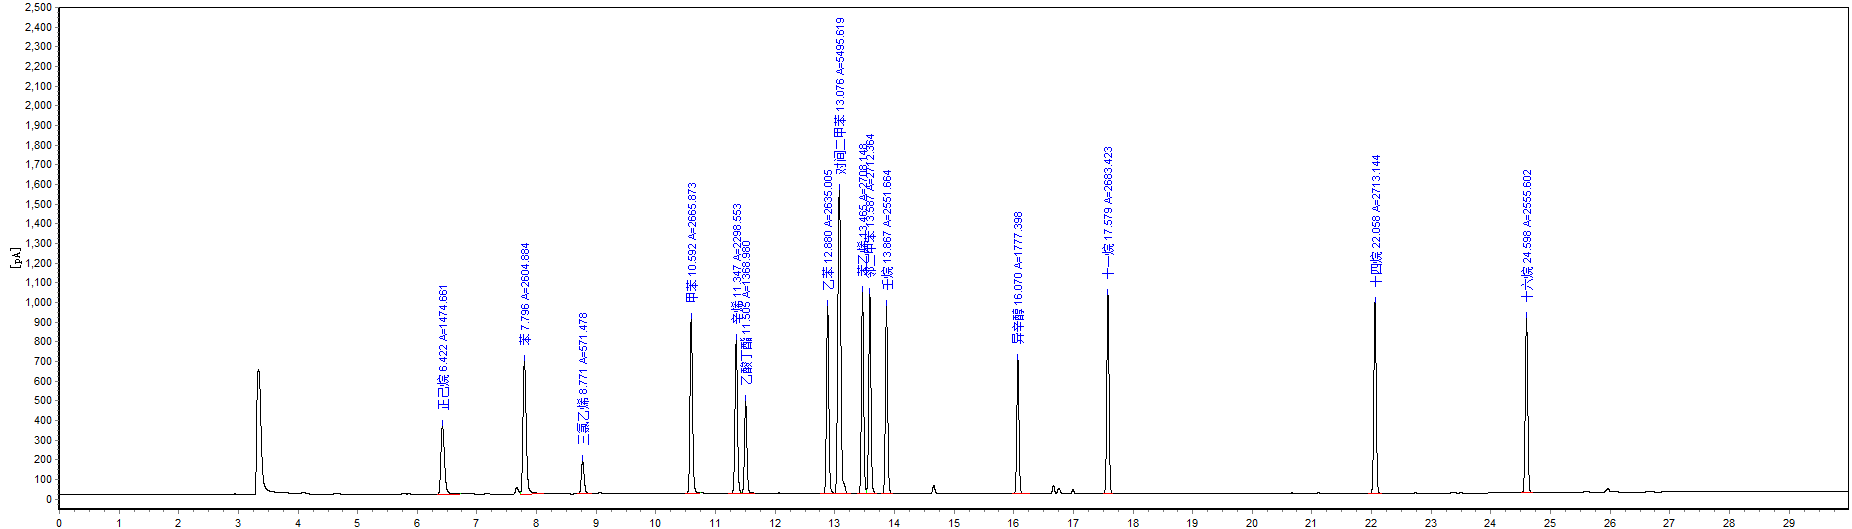 2,500
2,400
2,300
2,200
2,100
2,000
1,900
1,800
1,700
1,600
1,500
1,400
1,300
1,200
1,100
1,000
900
800
700
600
500
400
300
200
100
0
[pA]
正己烷 6.422 A=1474.661
苯 7.796 A=2604.884
三氯乙烯 8.771 A=571.478
甲苯 10.592 A=2665.873
辛烯 11.347 A=2298.553
乙酸丁酯 11.505 A=1368.980
乙苯 12.880 A=2635.005
对间二甲苯 13.076 A=5495.619
苯乙烯 13.465 A=2708.148
邻二甲苯 13.587 A=2712.364
壬烷 13.867 A=2551.664
异辛醇 16.070 A=1777.398
十一烷 17.579 A=2683.423
十四烷 22.058 A=2713.144
十六烷 24.598 A=2555.602
0 1 2 3 4 5 6 7 8 9 10 11 12 13 14 15 16 17 18 19 20 21 22 23 24 25 26 27 28 29